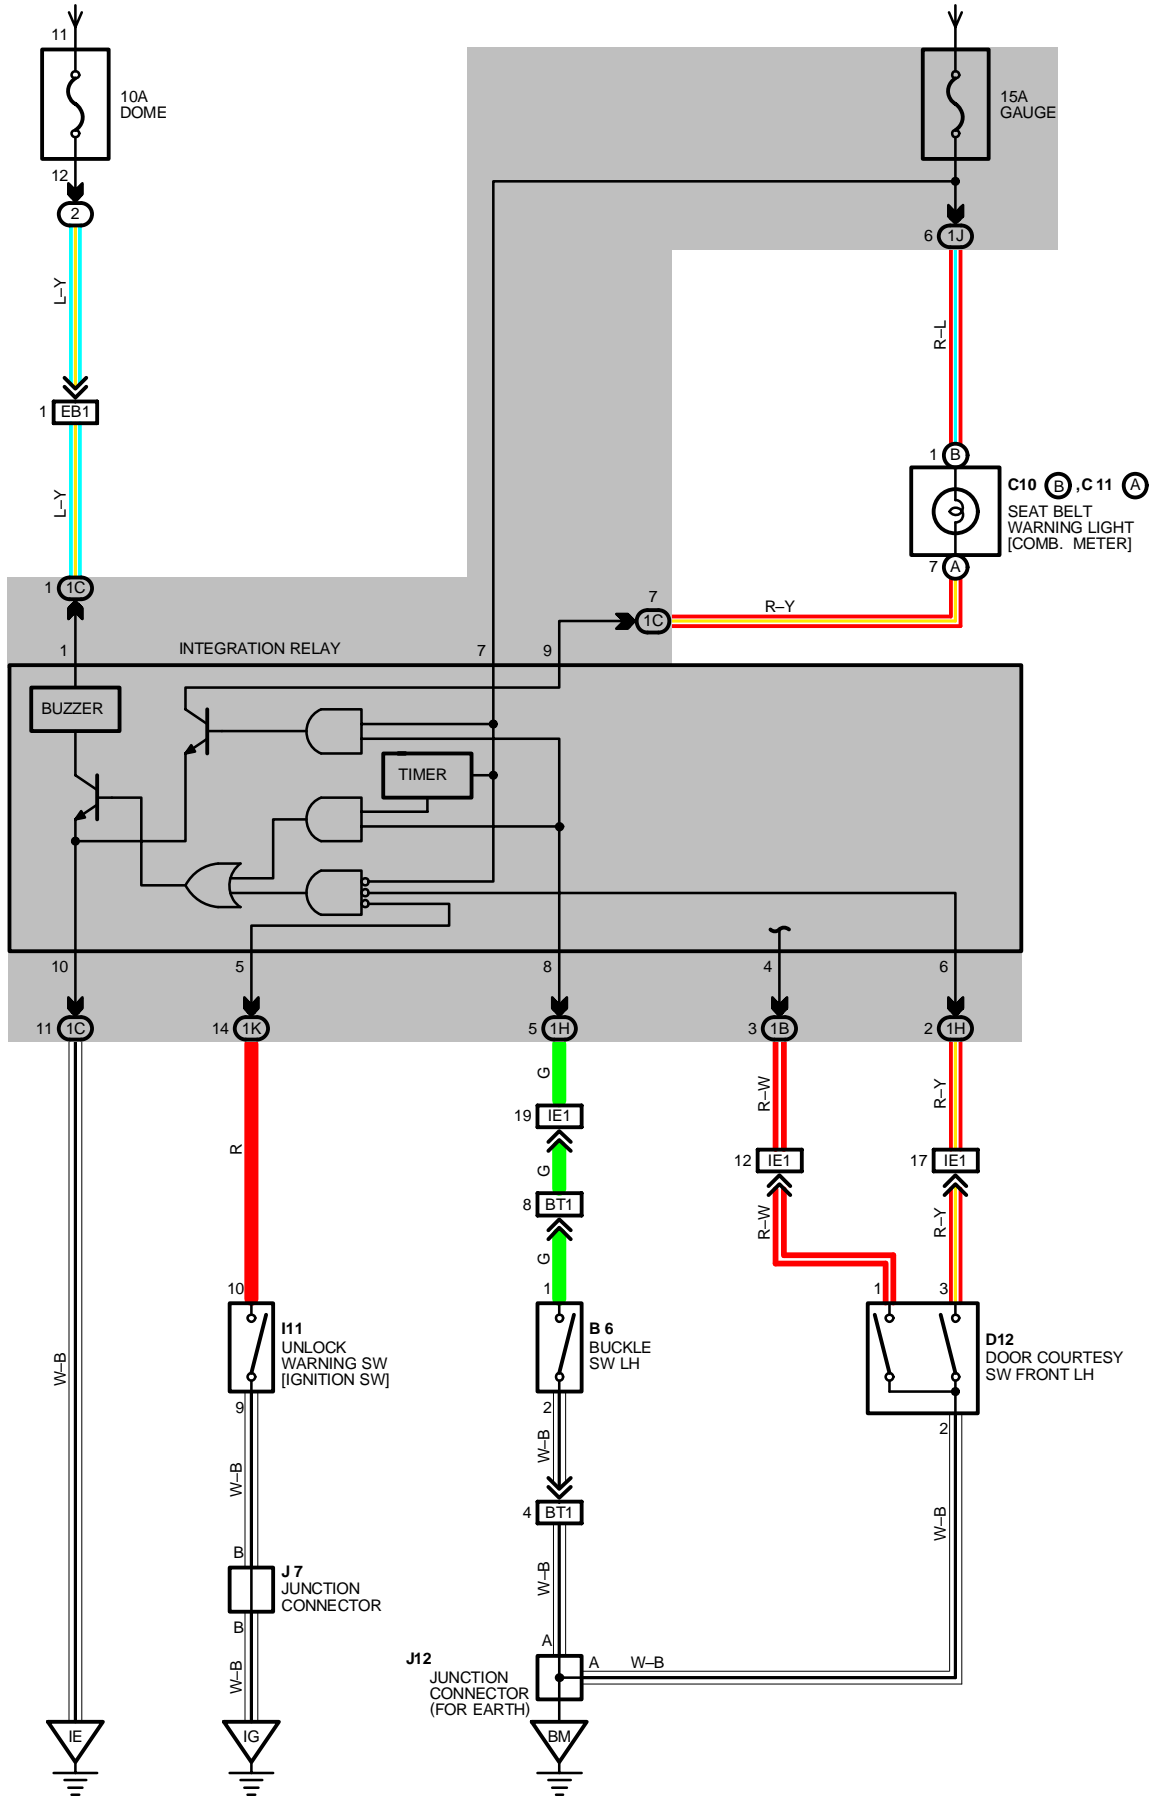 11
10A
DOME
15A
GAUGE
12
2
6 1J
L–Y
R–L
1 EB1
1 B
C10 B , C 11 A
SEAT BELT
WARNING LIGHT
[COMB. METER]
L–Y
7 A
1 1C
7
1C
R–Y
1
INTEGRATION RELAY
7
9
BUZZER
TIMER
10
5
8
4
6
11 1C
14 1K
5 1H
3 1B
2 1H
G
R–W
R–Y
19 IE1
R
12 IE1
17 IE1
G
8 BT1
R–W
R–Y
G
10
1
1
3
I11
UNLOCK
WARNING SW
[IGNITION SW]
B 6
BUCKLE
SW LH
D12
DOOR COURTESY
SW FRONT LH
W–B
9
2
2
W–B
W–B
4 BT1
W–B
B
J 7
JUNCTION
CONNECTOR
W–B
B
A
J12
JUNCTION
CONNECTOR
(FOR EARTH)
A W–B
W–B
IE
IG
BM